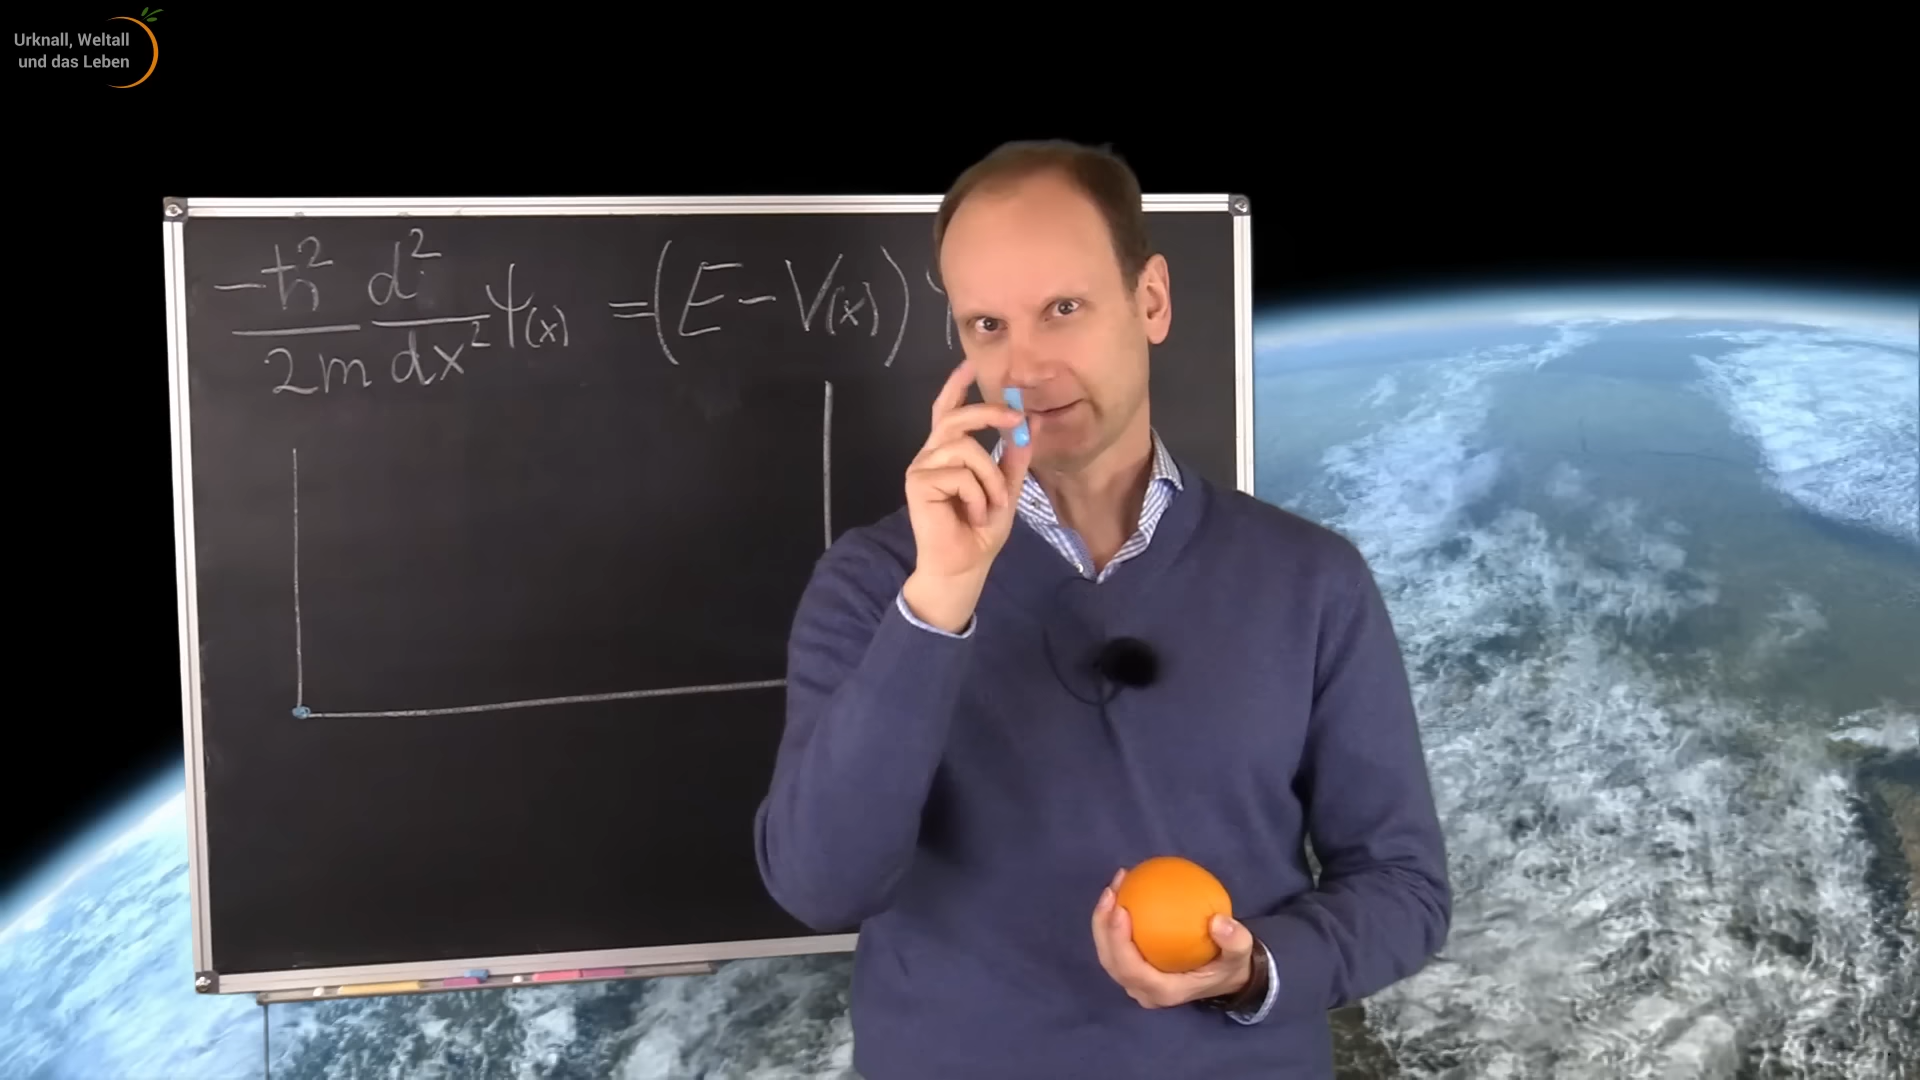 Urknall, Weltall
und das Leben
-ħ²/2m d²/dx² ψ(x) = (E - V(x))